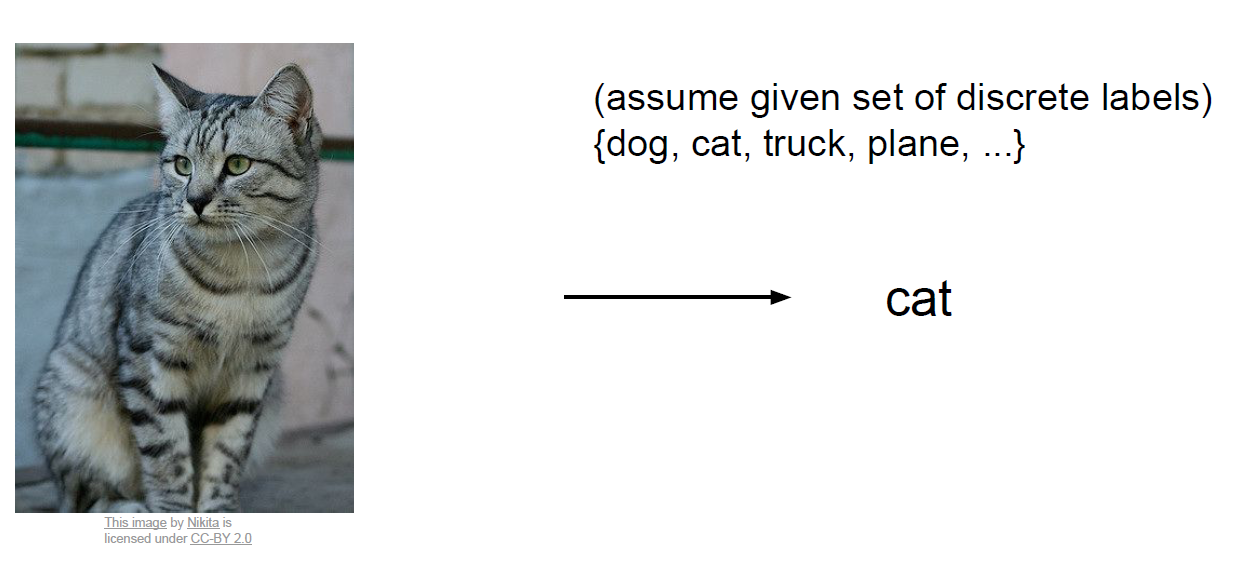 (assume given set of discrete labels)
{dog, cat, truck, plane, ...}
cat
This image by Nikita is
licensed under CC-BY 2.0